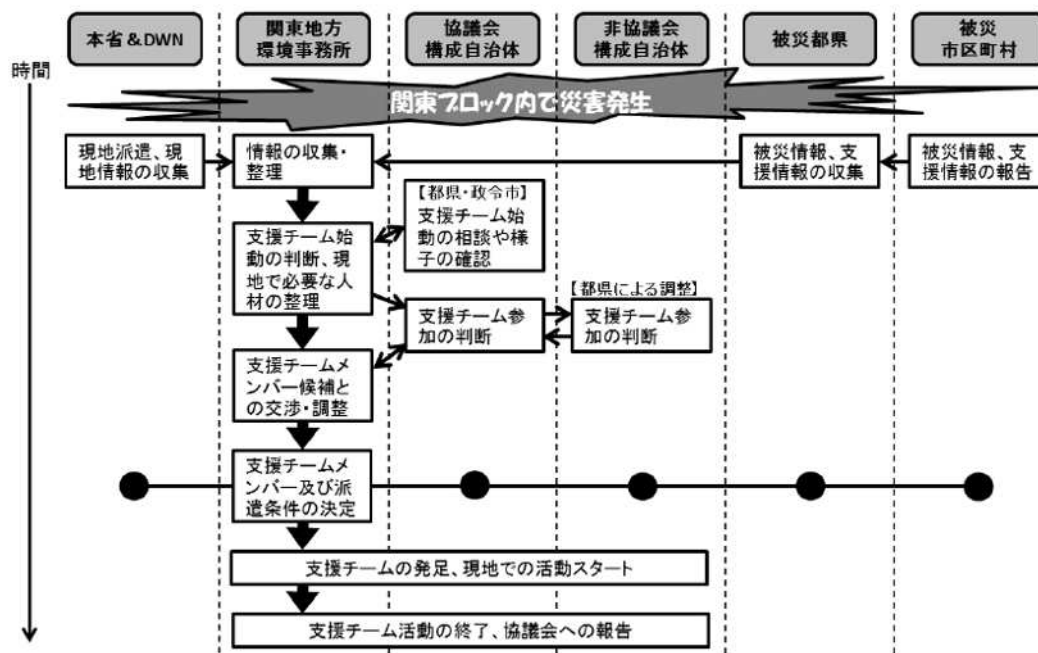 本省&DWN
関東地方
環境事務所
協議会
構成自治体
非協議会
構成自治体
被災都県
被災
市区町村
時間
関東ブロック内で災害発生
現地派遣、現
地情報の収集
情報の収集・
整理
被災情報、支
援情報の収集
被災情報、支
援情報の報告
【都県・政令市】
支援チーム始
動の相談や様
子の確認
支援チーム始
動の判断、現
地で必要な人
材の整理
【都県による調整】
支援チーム参
加の判断
支援チーム参
加の判断
支援チームメ
ンバー候補と
の交渉・調整
支援チームメ
ンバー及び派
遣条件の決定
支援チームの発足、現地での活動スタート
支援チーム活動の終了、協議会への報告